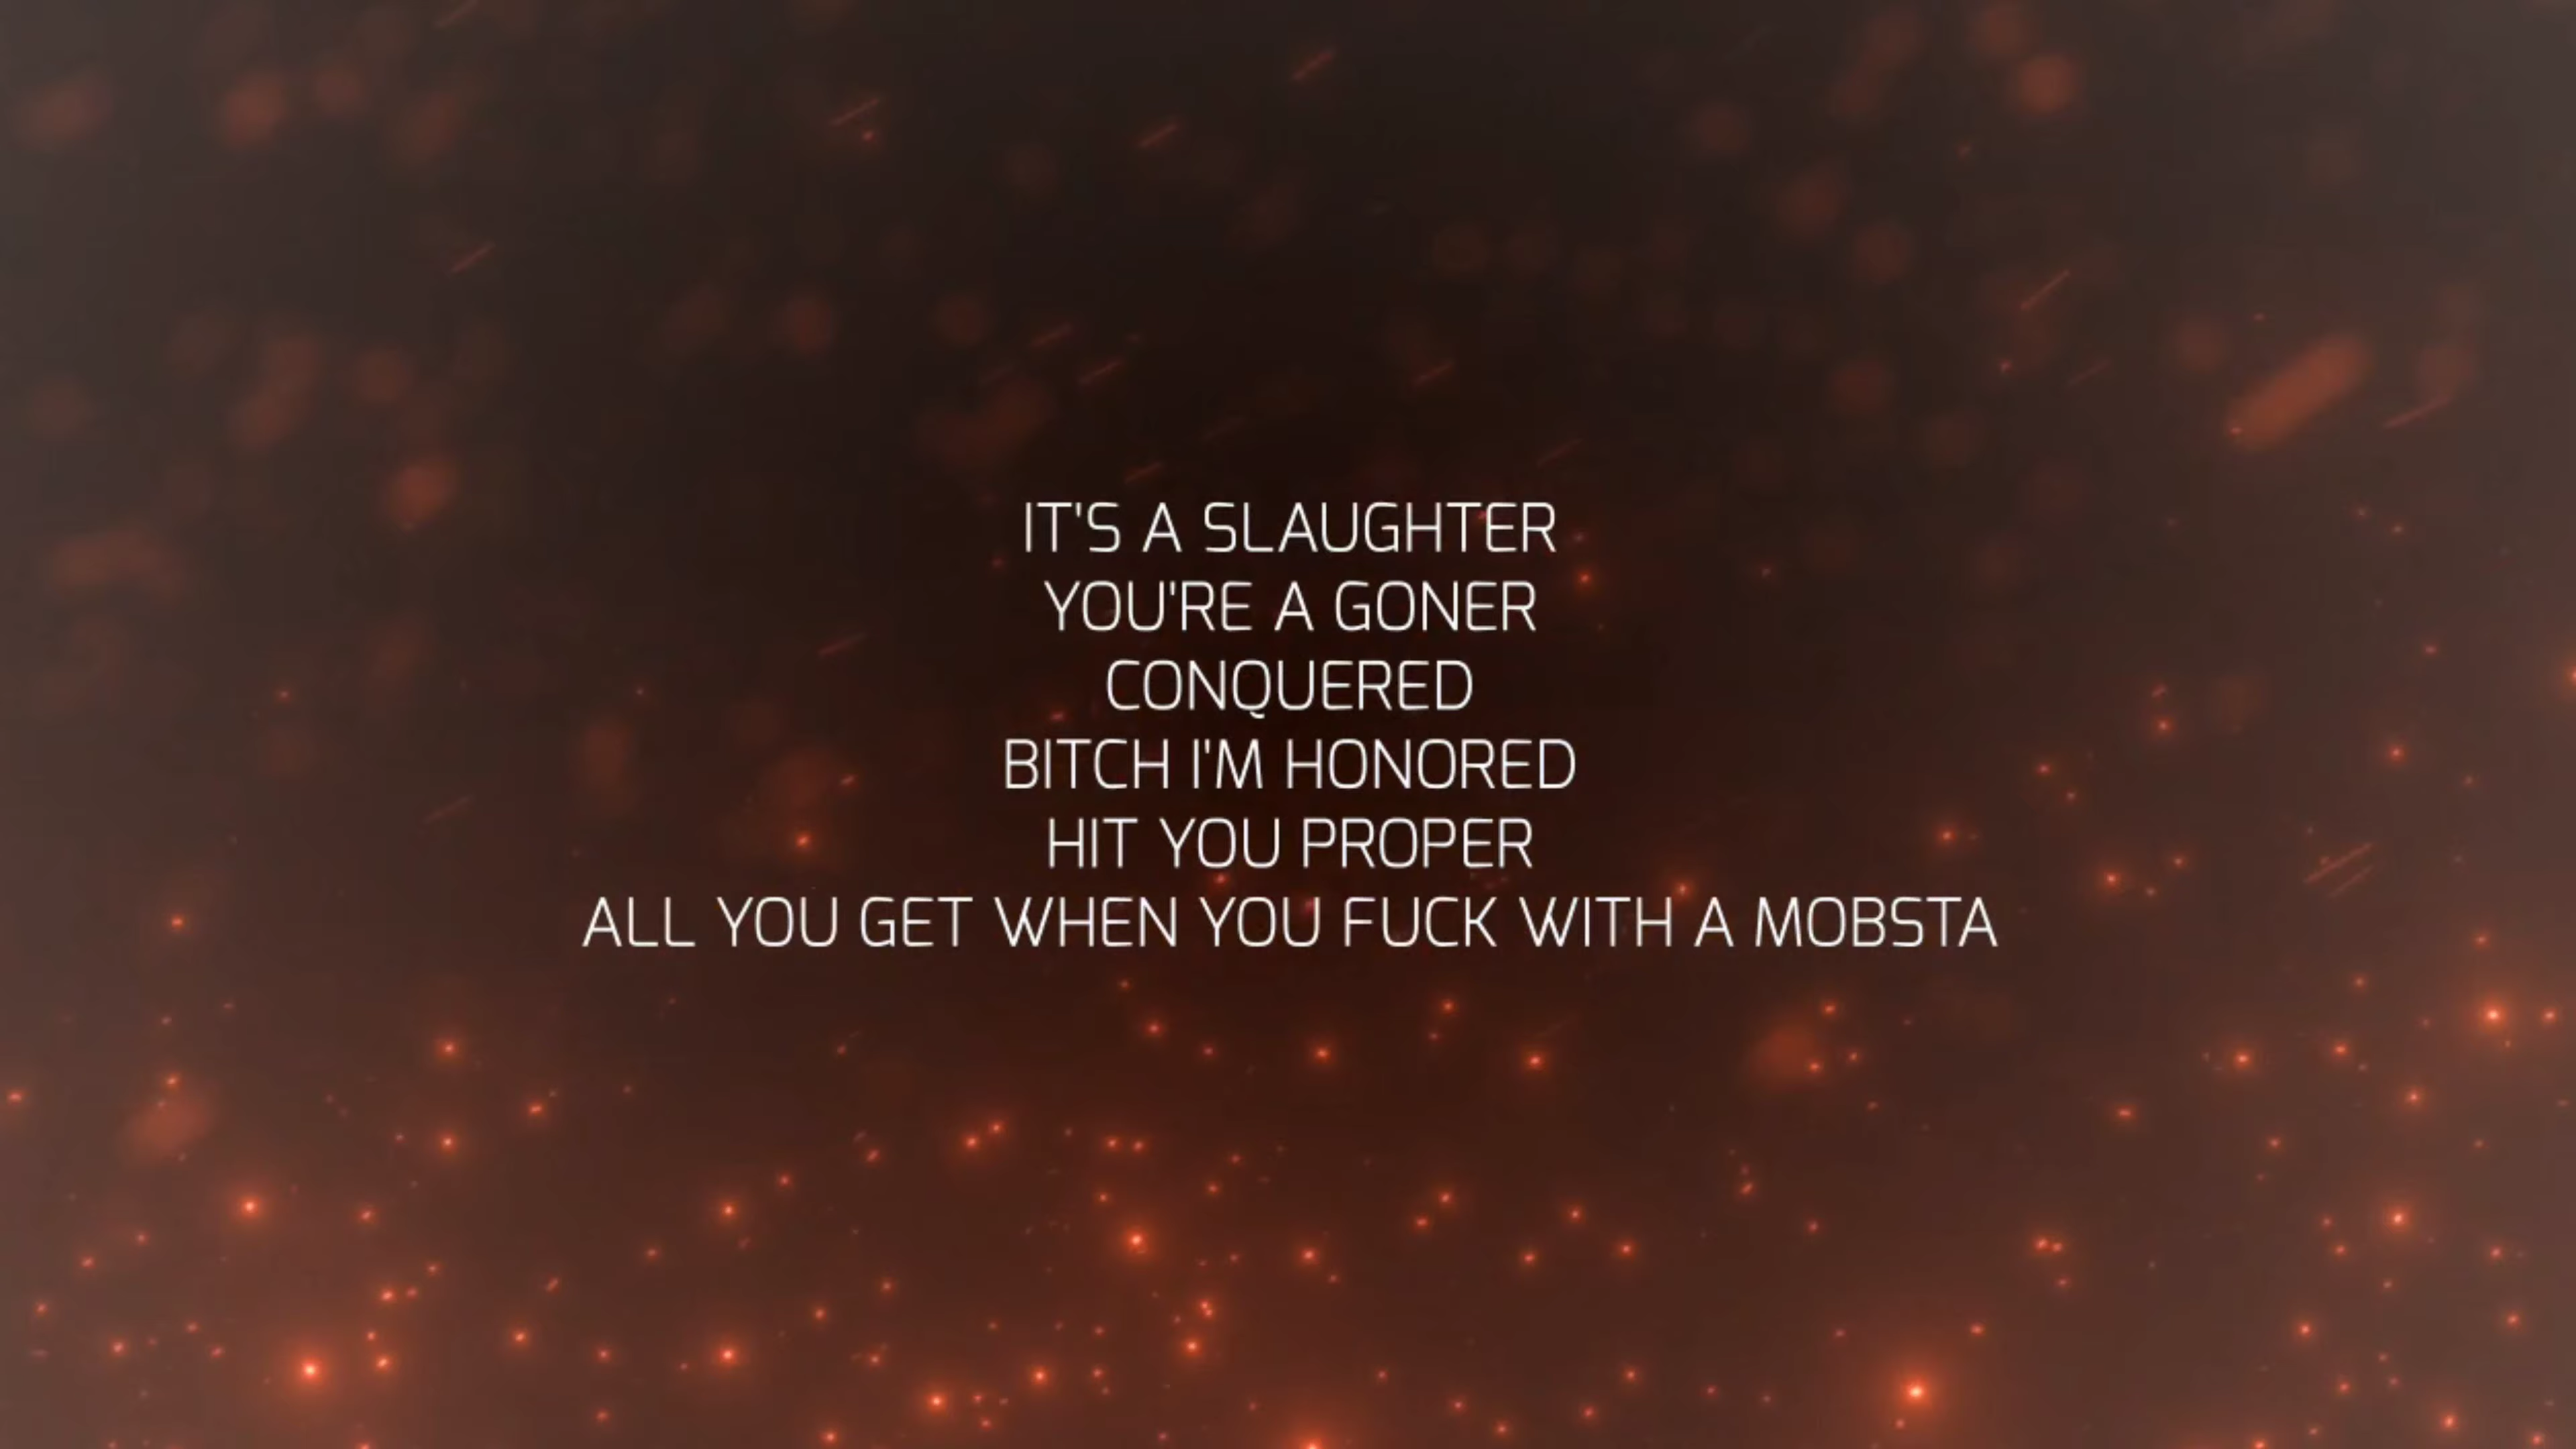 IT'S A SLAUGHTER
YOU'RE A GONER
CONQUERED
BITCH I'M HONORED
HIT YOU PROPER
ALL YOU GET WHEN YOU FUCK WITH A MOBSTA